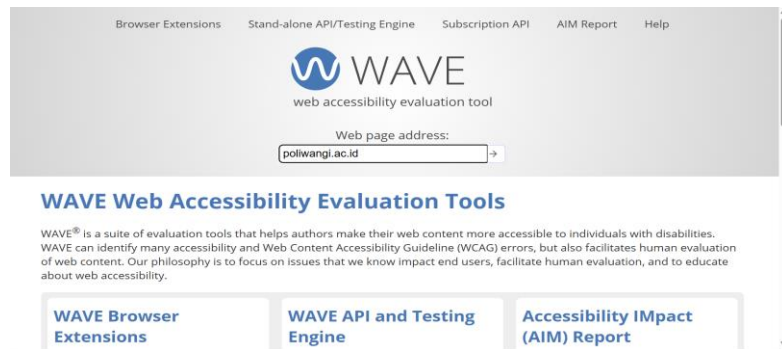 Browser Extensions Stand-alone API/Testing Engine Subscription API AIM Report Help
WAVE
web accessibility evaluation tool
Web page address:
poliwangi.ac.id →
WAVE Web Accessibility Evaluation Tools
WAVE® is a suite of evaluation tools that helps authors make their web content more accessible to individuals with disabilities.
WAVE can identify many accessibility and Web Content Accessibility Guideline (WCAG) errors, but also facilitates human evaluation
of web content. Our philosophy is to focus on issues that we know impact end users, facilitate human evaluation, and to educate
about web accessibility.
WAVE Browser
Extensions
WAVE API and Testing
Engine
Accessibility IMpact
(AIM) Report